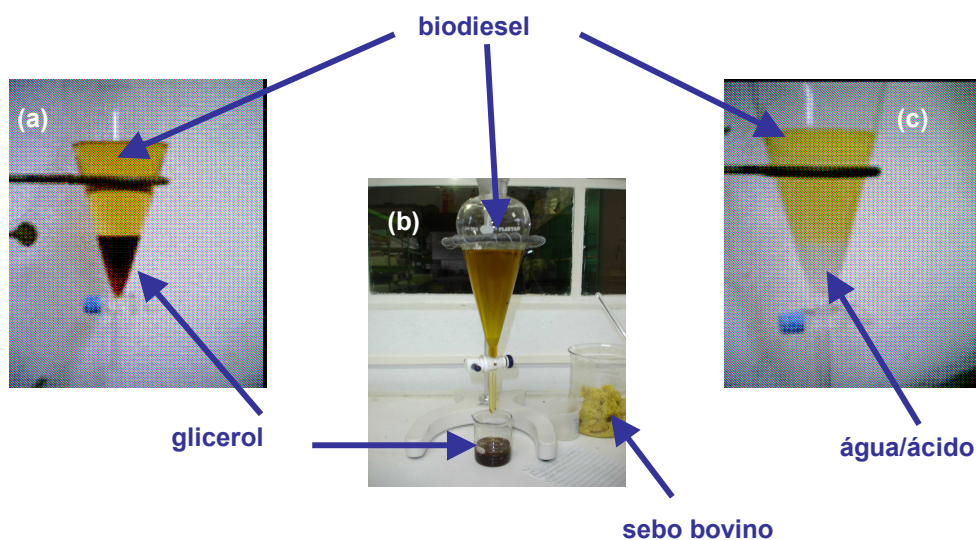 biodiesel
(a)
(b)
(c)
glicerol
água/ácido
sebo bovino